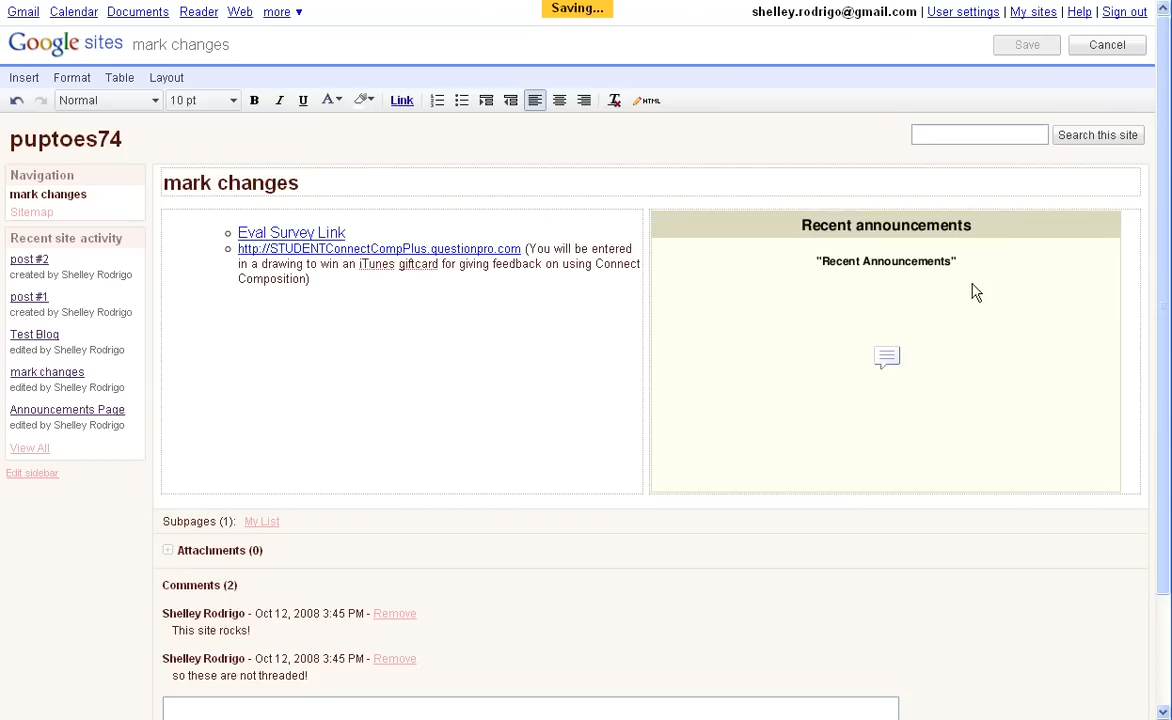 Gmail Calendar Documents Reader Web more ▼
Saving...
shelley.rodrigo@gmail.com | User settings | My sites | Help | Sign out
Google sites mark changes
Save Cancel
Insert Format Table Layout
Normal 10 pt B I U A Link HTML
puptoes74
Search this site
Navigation
mark changes
Sitemap
Recent site activity
post #2
created by Shelley Rodrigo
post #1
created by Shelley Rodrigo
Test Blog
edited by Shelley Rodrigo
mark changes
edited by Shelley Rodrigo
Announcements Page
edited by Shelley Rodrigo
View All
Edit sidebar
mark changes
Eval Survey Link
http://STUDENTConnectCompPlus.questionpro.com (You will be entered
in a drawing to win an iTunes giftcard for giving feedback on using Connect
Composition)
Recent announcements
"Recent Announcements"
Subpages (1): My List
Attachments (0)
Comments (2)
Shelley Rodrigo - Oct 12, 2008 3:45 PM - Remove
This site rocks!
Shelley Rodrigo - Oct 12, 2008 3:45 PM - Remove
so these are not threaded!